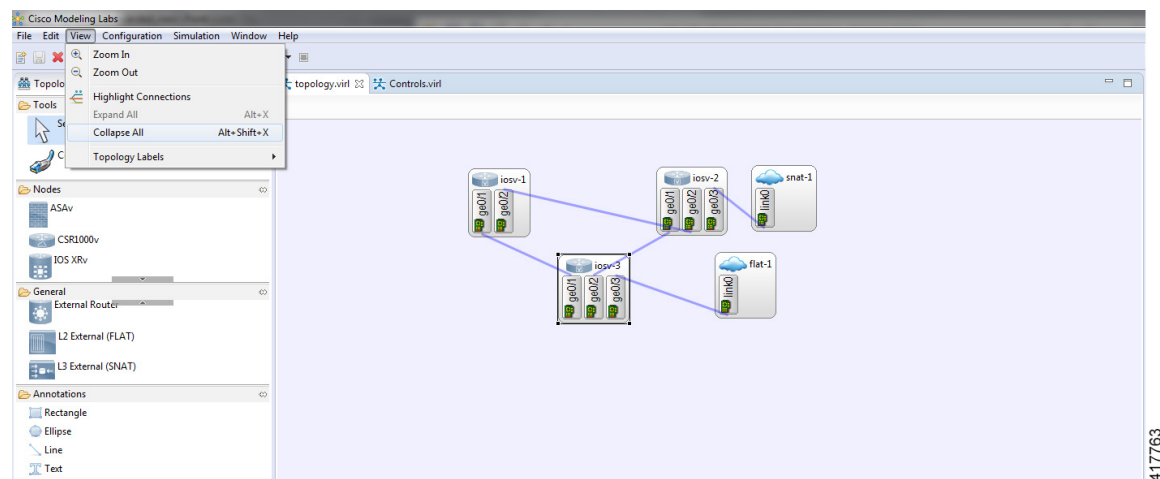 Cisco Modeling Labs
File Edit View Configuration Simulation Window Help
Zoom In
Zoom Out
Highlight Connections
Expand All Alt+X
Collapse All Alt+Shift+X
Topology Labels
Topolo
topology.virl Controls.virl
Tools
Se
C
Nodes
ASAv
CSR1000v
IOS XRv
General
External Router
L2 External (FLAT)
L3 External (SNAT)
Annotations
Rectangle
Ellipse
Line
Text
iosv-1
ge0/1
ge0/2
iosv-2
ge0/1
ge0/2
ge0/3
snat-1
link0
iosv-3
ge0/1
ge0/2
ge0/3
flat-1
link0
417763